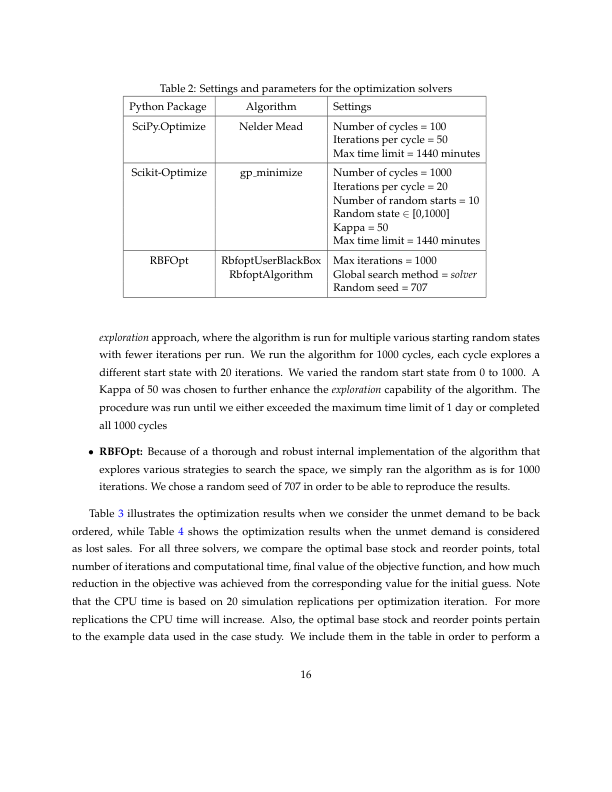 Table 2: Settings and parameters for the optimization solvers
Python Package Algorithm Settings
SciPy.Optimize Nelder Mead Number of cycles = 100
Iterations per cycle = 50
Max time limit = 1440 minutes
Scikit-Optimize gp_minimize Number of cycles = 1000
Iterations per cycle = 20
Number of random starts = 10
Random state ∈ [0,1000]
Kappa = 50
Max time limit = 1440 minutes
RBFOpt RbfoptUserBlackBox Max iterations = 1000
RbfoptAlgorithm Global search method = solver
Random seed = 707
exploration approach, where the algorithm is run for multiple various starting random states
with fewer iterations per run. We run the algorithm for 1000 cycles, each cycle explores a
different start state with 20 iterations. We varied the random start state from 0 to 1000. A
Kappa of 50 was chosen to further enhance the exploration capability of the algorithm. The
procedure was run until we either exceeded the maximum time limit of 1 day or completed
all 1000 cycles
• RBFOpt: Because of a thorough and robust internal implementation of the algorithm that
explores various strategies to search the space, we simply ran the algorithm as is for 1000
iterations. We chose a random seed of 707 in order to be able to reproduce the results.
Table 3 illustrates the optimization results when we consider the unmet demand to be back
ordered, while Table 4 shows the optimization results when the unmet demand is considered
as lost sales. For all three solvers, we compare the optimal base stock and reorder points, total
number of iterations and computational time, final value of the objective function, and how much
reduction in the objective was achieved from the corresponding value for the initial guess. Note
that the CPU time is based on 20 simulation replications per optimization iteration. For more
replications the CPU time will increase. Also, the optimal base stock and reorder points pertain
to the example data used in the case study. We include them in the table in order to perform a
16